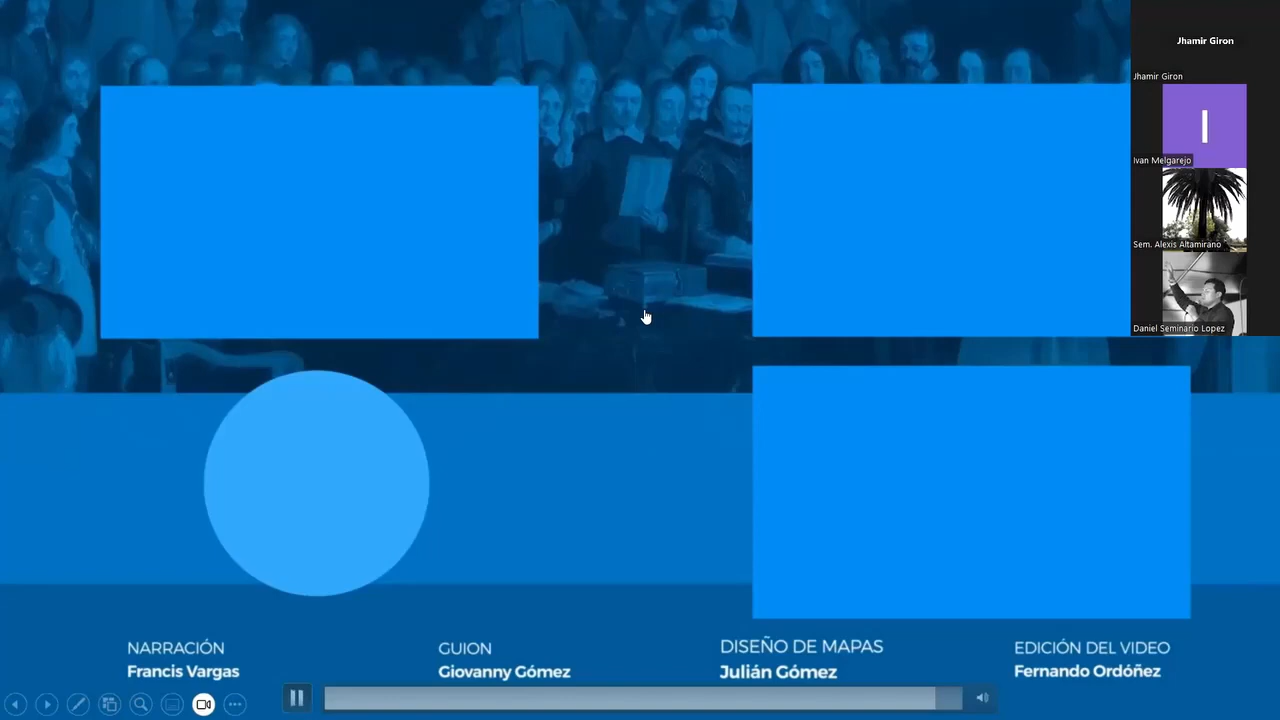 Jhamir Giron
Jhamir Giron
I
Ivan Melgarejo
Sem. Alexis Altamirano
Daniel Seminario Lopez
NARRACIÓN
Francis Vargas
GUION
Giovanny Gómez
DISEÑO DE MAPAS
Julián Gómez
EDICIÓN DEL VIDEO
Fernando Ordóñez